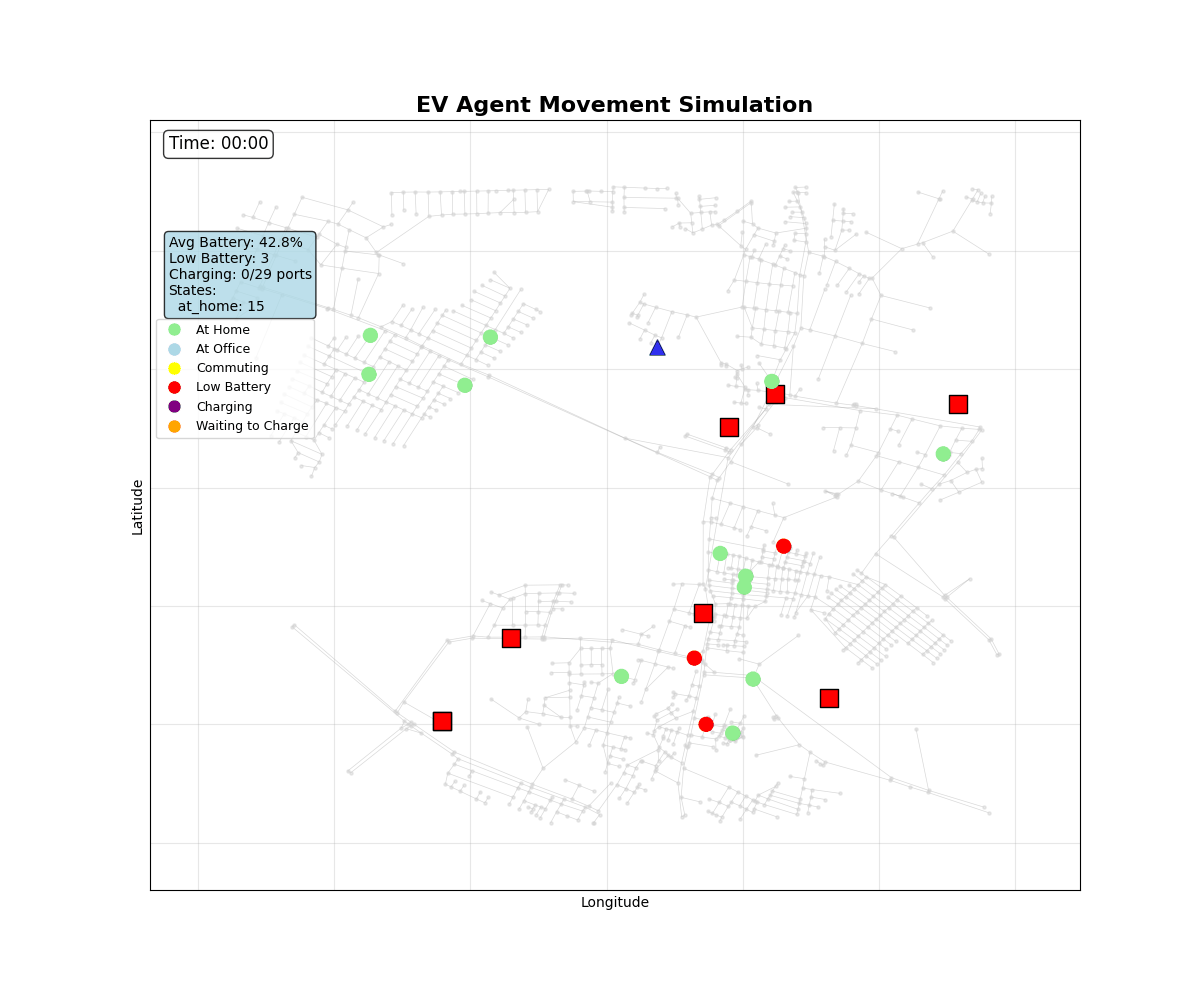 EV Agent Movement Simulation
Time: 00:00
Avg Battery: 42.8%
Low Battery: 3
Charging: 0/29 ports
States:
at_home: 15
At Home
At Office
Commuting
Low Battery
Charging
Waiting to Charge
Latitude
Longitude